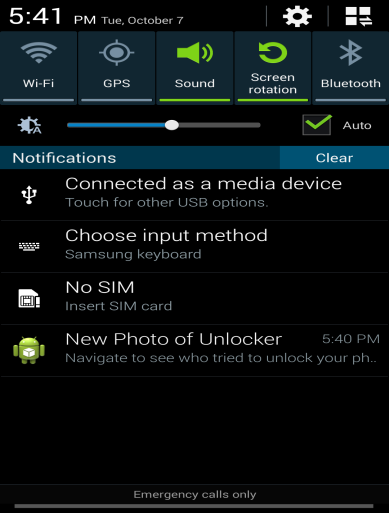 5:41 PM Tue, October 7
Wi-Fi
GPS
Sound
Screen
rotation
Bluetooth
A
Auto
Notifications
Clear
Connected as a media device
Touch for other USB options.
Choose input method
Samsung keyboard
No SIM
Insert SIM card
New Photo of Unlocker 5:40 PM
Navigate to see who tried to unlock your ph..
Emergency calls only